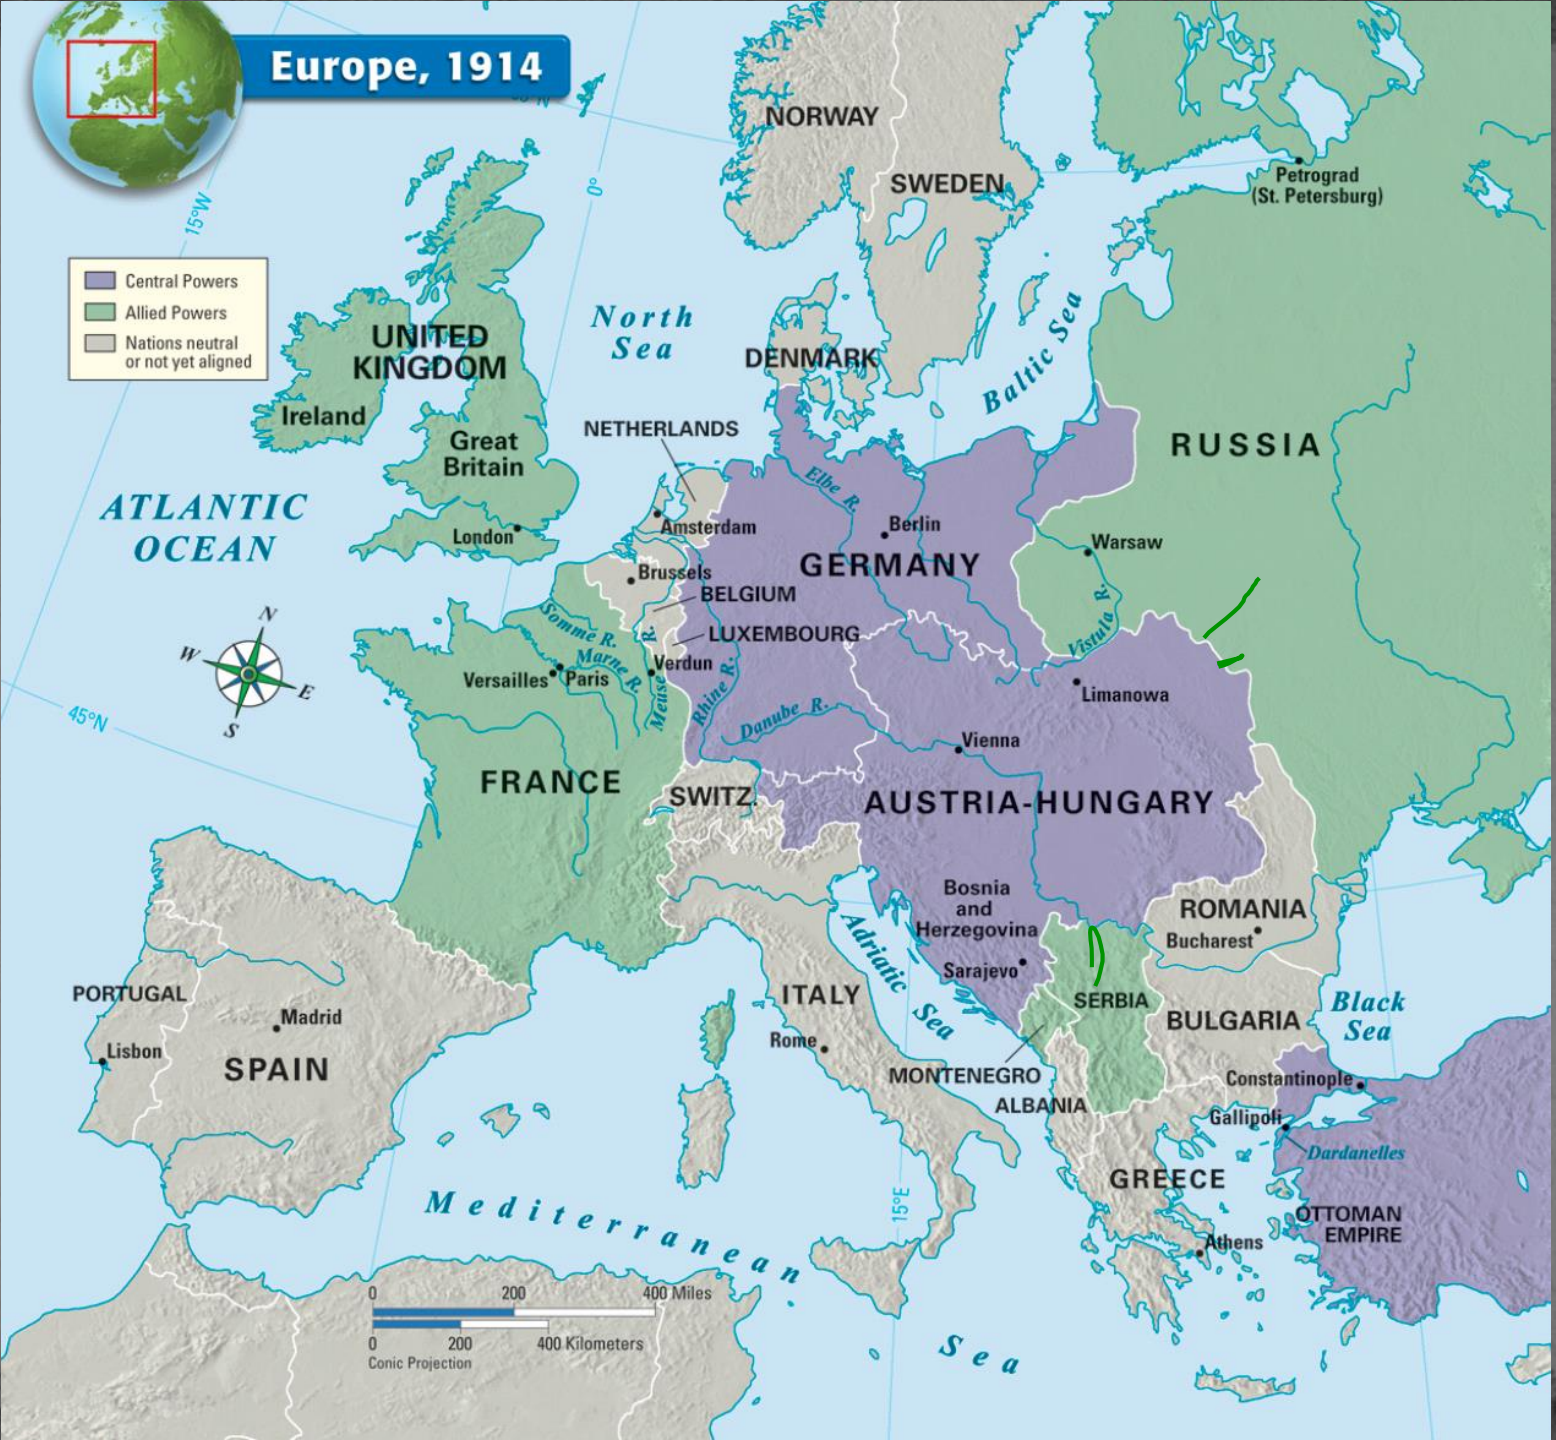 Europe, 1914
NORWAY
SWEDEN
Petrograd
(St. Petersburg)
15°W
0°
Central Powers
Allied Powers
Nations neutral
or not yet aligned
North
Sea
Baltic Sea
UNITED
KINGDOM
DENMARK
Ireland
Great
Britain
NETHERLANDS
RUSSIA
Elbe R.
ATLANTIC
OCEAN
London
Amsterdam
Berlin
Warsaw
GERMANY
Brussels
BELGIUM
Vistula R.
N
W
E
S
Somme R.
LUXEMBOURG
Marne R.
Verdun
Versailles
Paris
Meuse R.
Rhine R.
Limanowa
45°N
Danube R.
Vienna
FRANCE
SWITZ.
AUSTRIA-HUNGARY
Bosnia
and
Herzegovina
ROMANIA
Bucharest
Adriatic Sea
Sarajevo
PORTUGAL
ITALY
SERBIA
Black
Sea
Madrid
BULGARIA
Rome
Lisbon
SPAIN
MONTENEGRO
Constantinople
ALBANIA
Gallipoli
Dardanelles
GREECE
15°E
Mediterranean
Sea
OTTOMAN
EMPIRE
Athens
0 200 400 Miles
0 200 400 Kilometers
Conic Projection